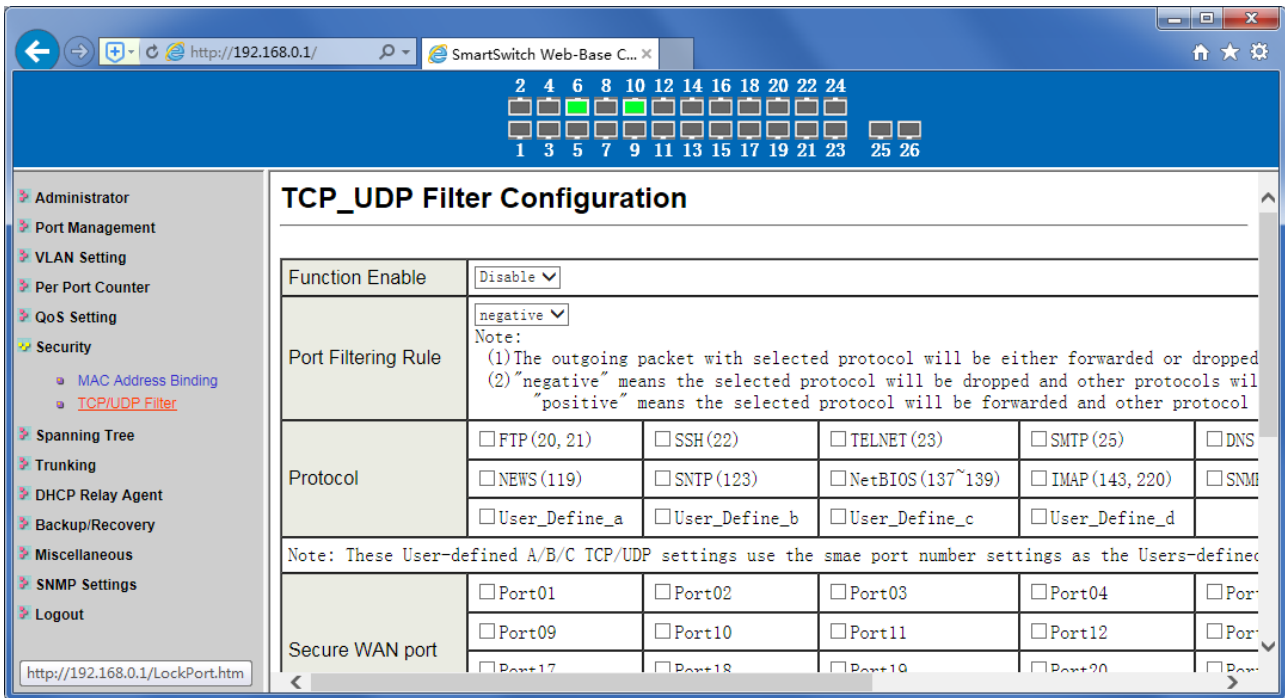 http://192.168.0.1/
SmartSwitch Web-Base C...
2 4 6 8 10 12 14 16 18 20 22 24
1 3 5 7 9 11 13 15 17 19 21 23 25 26
Administrator
Port Management
VLAN Setting
Per Port Counter
QoS Setting
Security
MAC Address Binding
TCP/UDP Filter
Spanning Tree
Trunking
DHCP Relay Agent
Backup/Recovery
Miscellaneous
SNMP Settings
Logout
http://192.168.0.1/LockPort.htm
TCP_UDP Filter Configuration
Function Enable Disable
Port Filtering Rule
negative
Note:
(1)The outgoing packet with selected protocol will be either forwarded or dropped
(2)"negative" means the selected protocol will be dropped and other protocols wil
"positive" means the selected protocol will be forwarded and other protocol
Protocol
FTP(20,21) SSH(22) TELNET(23) SMTP(25) DNS
NEWS(119) SNTP(123) NetBIOS(137~139) IMAP(143,220) SNM
User_Define_a User_Define_b User_Define_c User_Define_d
Note: These User-defined A/B/C TCP/UDP settings use the smae port number settings as the Users-defined
Secure WAN port
Port01 Port02 Port03 Port04 Por
Port09 Port10 Port11 Port12 Por
Port17 Port18 Port19 Port20 Por